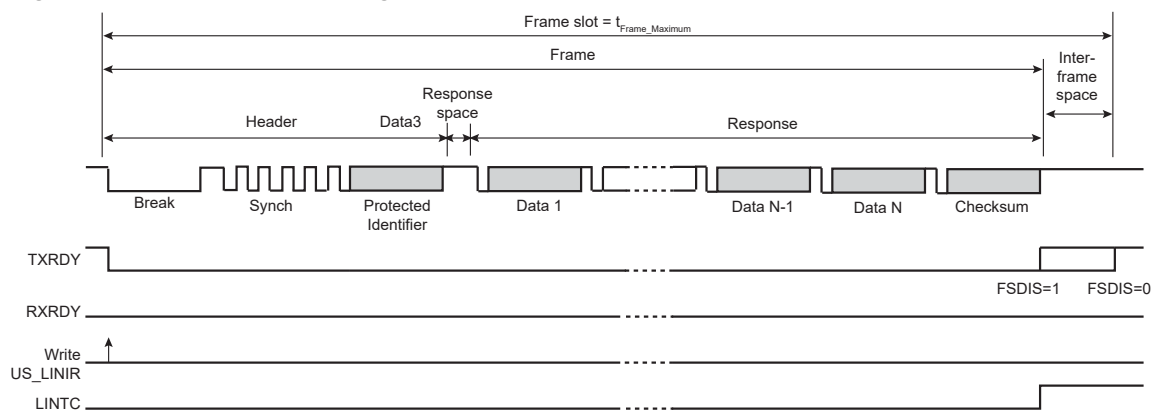 Frame slot = tFrame_Maximum
Frame
Inter-
frame
space
Response
space
Header
Data3
Response
Break
Synch
Protected
Identifier
Data 1
Data N-1
Data N
Checksum
TXRDY
FSDIS=1
FSDIS=0
RXRDY
Write
US_LINIR
LINTC